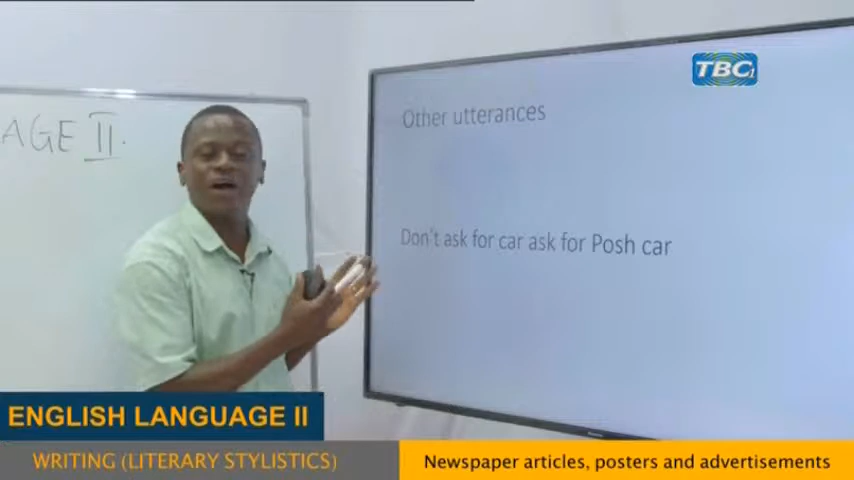 TBC1
AGE II.
Other utterances
Don't ask for car ask for Posh car
ENGLISH LANGUAGE II
WRITING (LITERARY STYLISTICS)
Newspaper articles, posters and advertisements